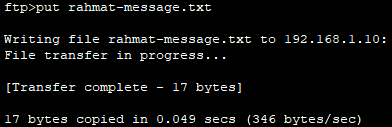 ftp>put rahmat-message.txt
Writing file rahmat-message.txt to 192.168.1.10:
File transfer in progress...
[Transfer complete - 17 bytes]
17 bytes copied in 0.049 secs (346 bytes/sec)